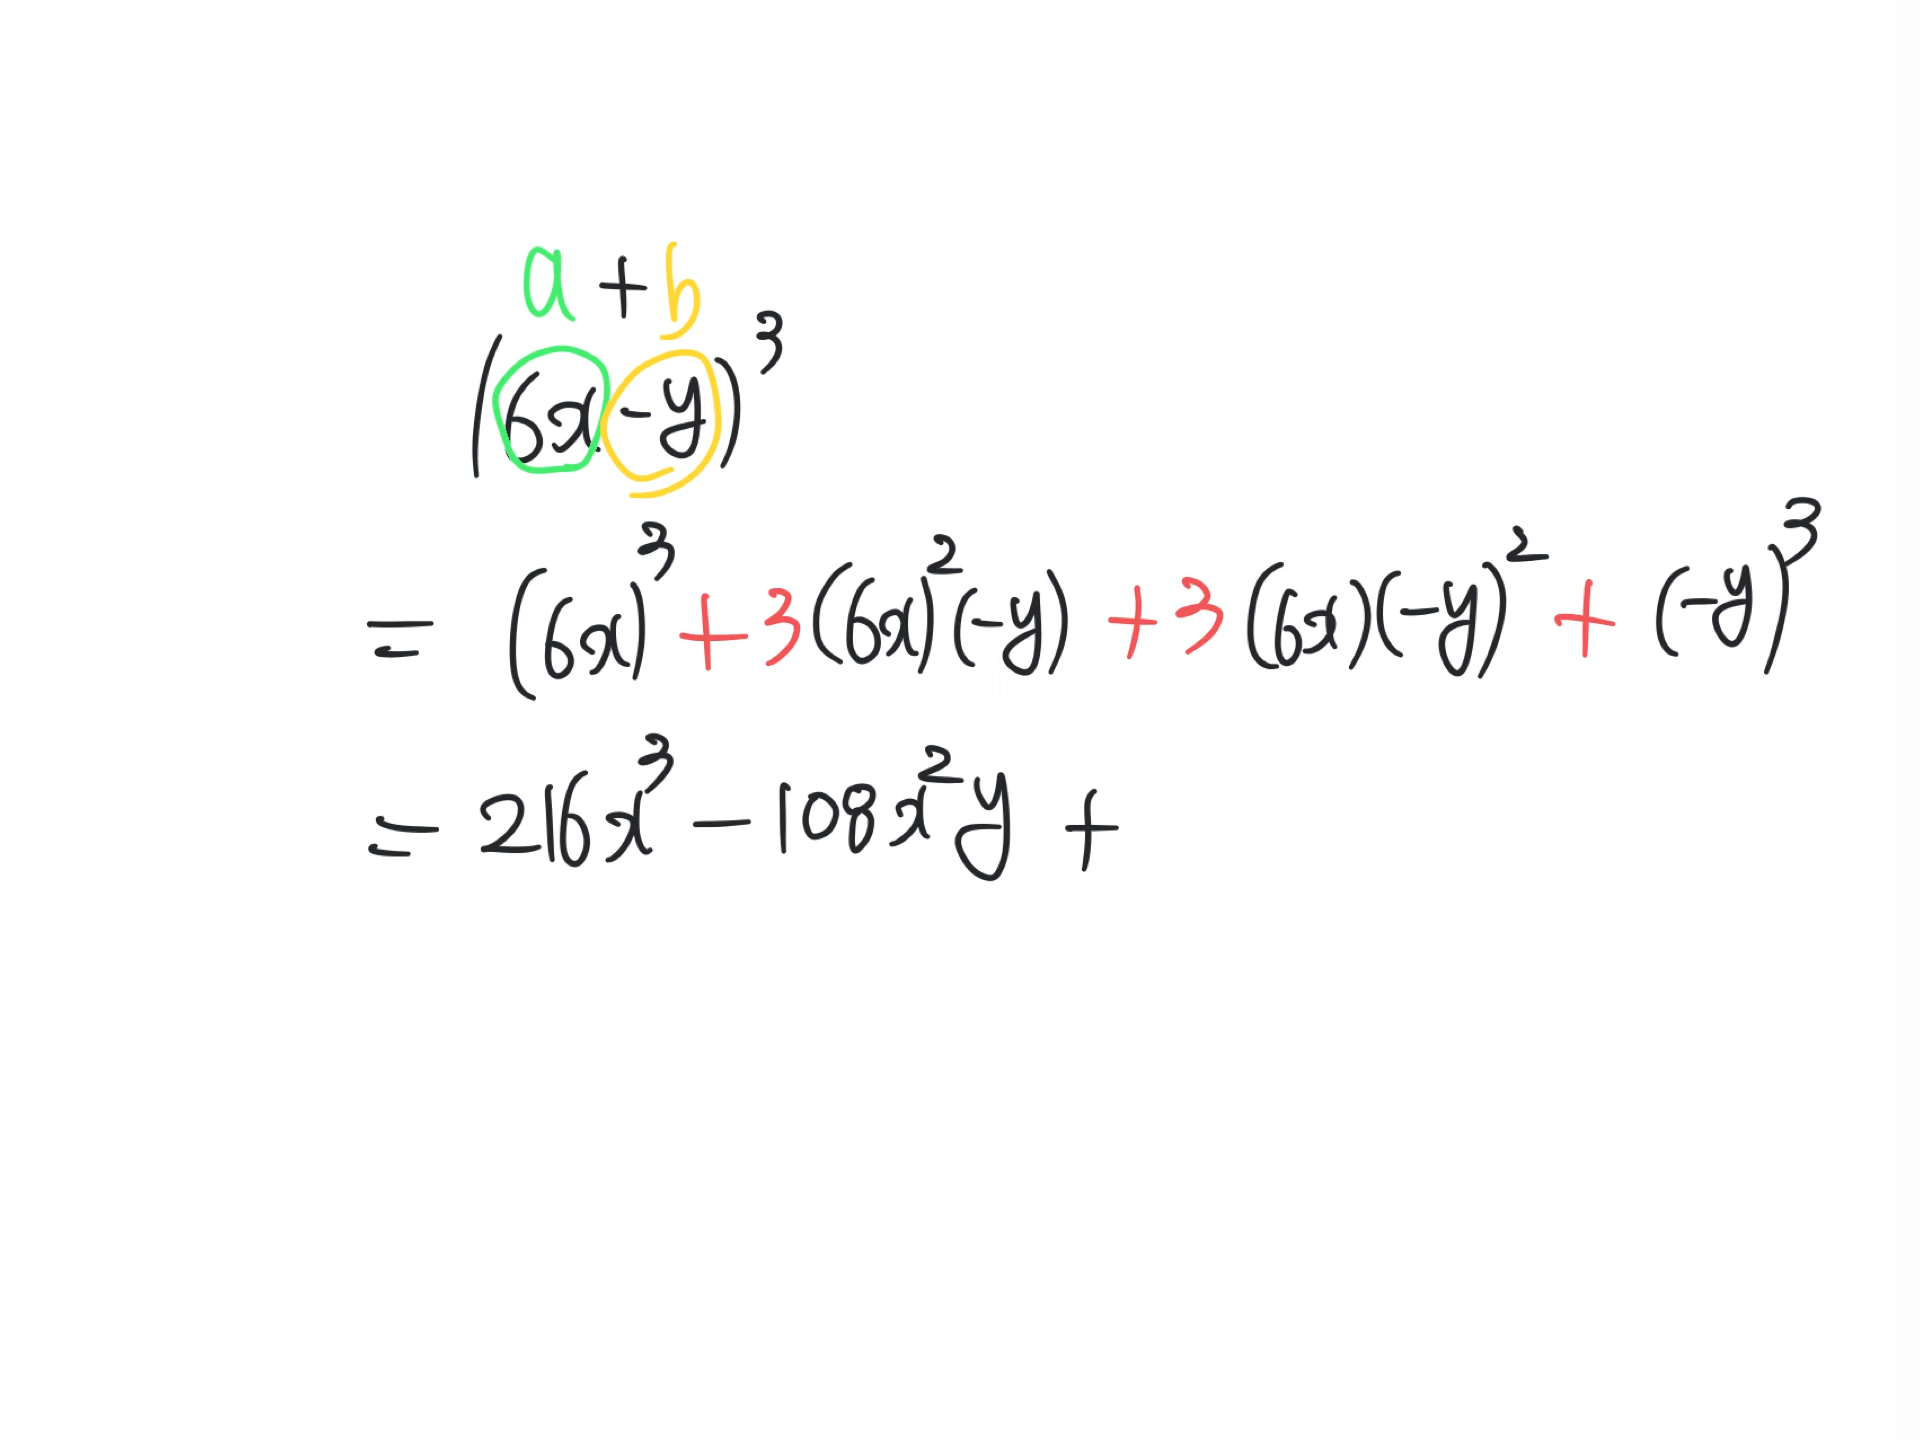 a + b
(6x - y)³
= (6x)³ + 3(6x)²(-y) + 3(6x)(-y)² + (-y)³
= 216x³ - 108x²y +